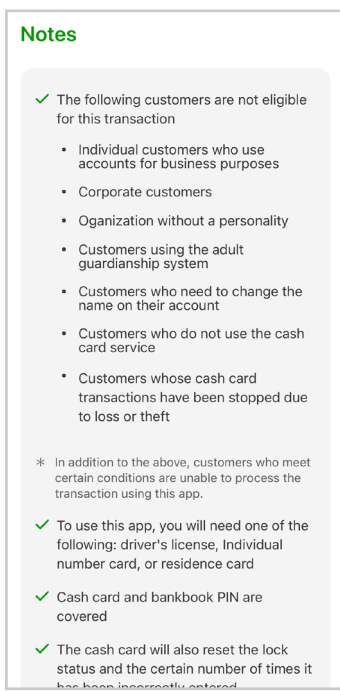 Notes
✓ The following customers are not eligible
for this transaction
• Individual customers who use
accounts for business purposes
• Corporate customers
• Oganization without a personality
• Customers using the adult
guardianship system
• Customers who need to change the
name on their account
• Customers who do not use the cash
card service
• Customers whose cash card
transactions have been stopped due
to loss or theft
* In addition to the above, customers who meet
certain conditions are unable to process the
transaction using this app.
✓ To use this app, you will need one of the
following: driver's license, Individual
number card, or residence card
✓ Cash card and bankbook PIN are
covered
✓ The cash card will also reset the lock
status and the certain number of times it
has been incorrectly entered